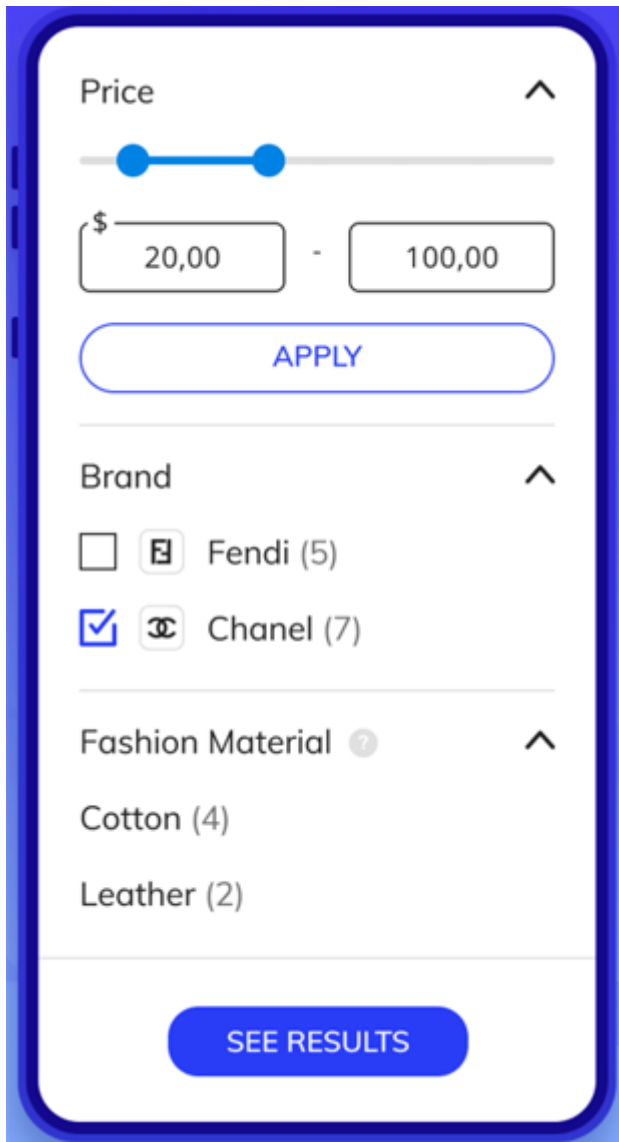 Price
$
20,00 - 100,00
APPLY
Brand
Fendi (5)
Chanel (7)
Fashion Material ?
Cotton (4)
Leather (2)
SEE RESULTS